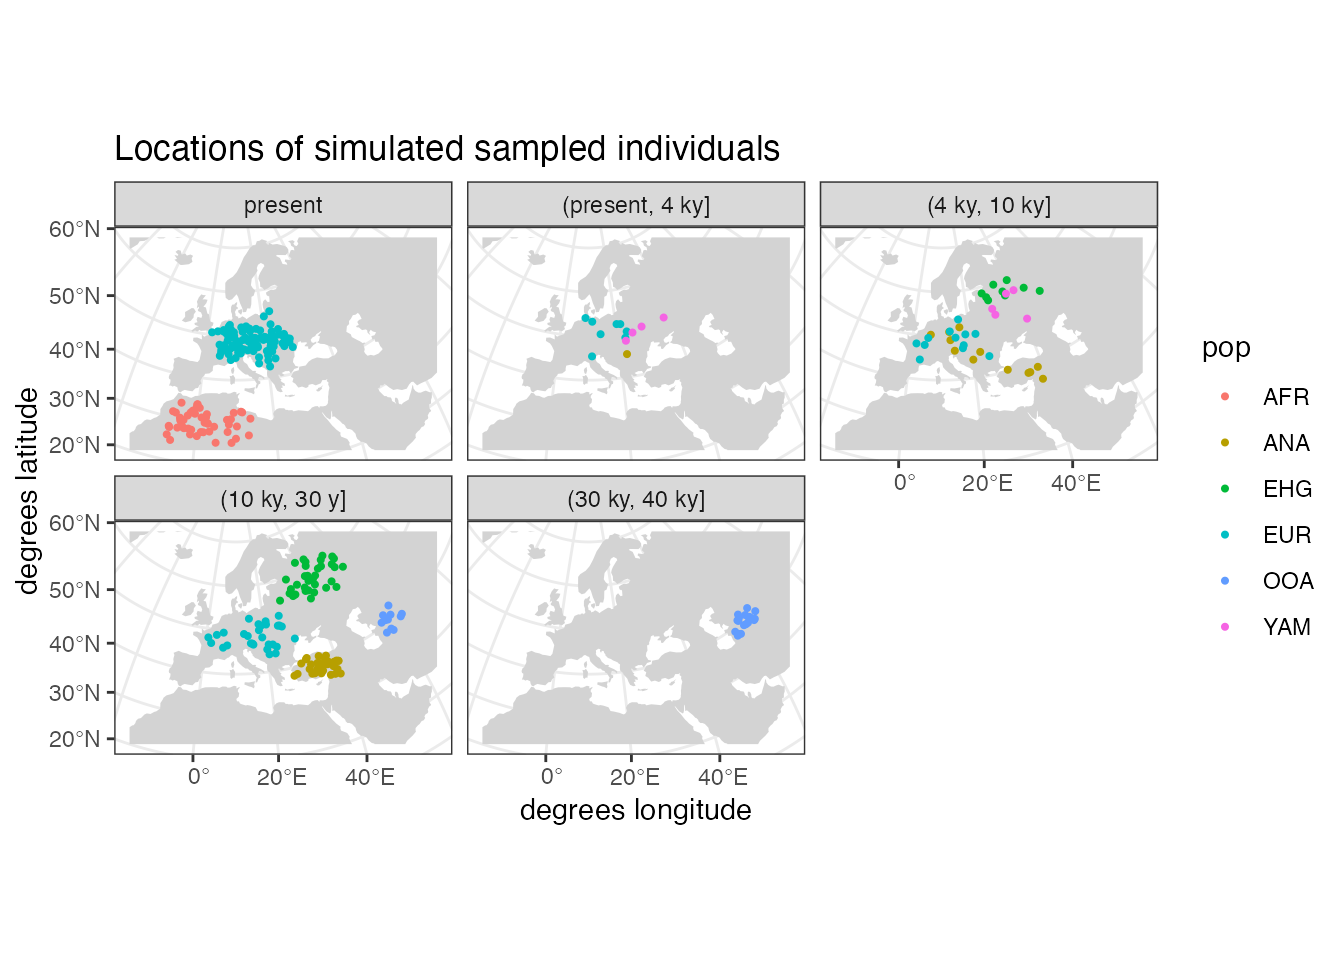 Locations of simulated sampled individuals
present
(present, 4 ky]
(4 ky, 10 ky]
60°N
50°N
40°N
30°N
20°N
0°
20°E
40°E
(10 ky, 30 y]
(30 ky, 40 ky]
60°N
50°N
40°N
30°N
20°N
0°
20°E
40°E
0°
20°E
40°E
degrees longitude
degrees latitude
pop
AFR
ANA
EHG
EUR
OOA
YAM